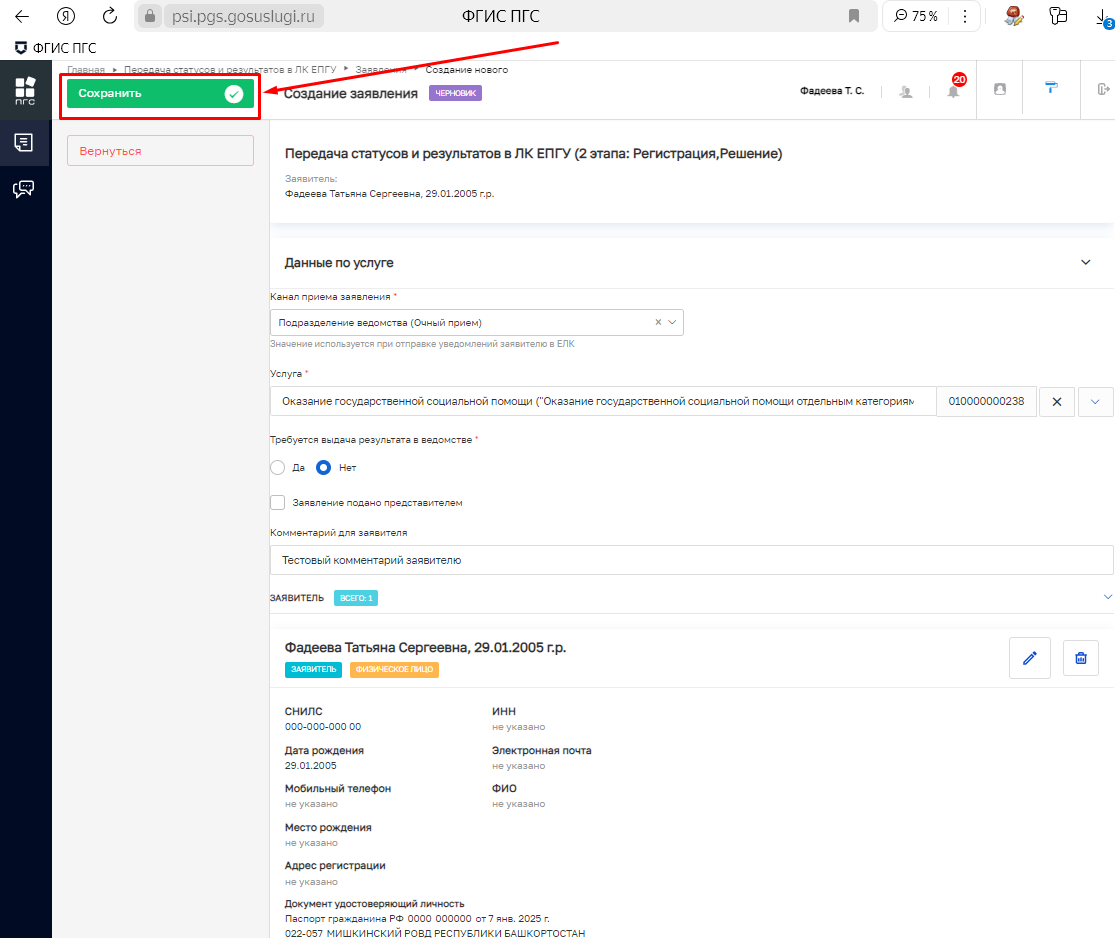 psi.pgs.gosuslugi.ru
ФГИС ПГС
75 %
3
ФГИС ПГС
Главная ▸ Передача статусов и результатов в ЛК ЕПГУ ▸ Заявления ▸ Создание нового
ПГС
Сохранить
Создание заявления ЧЕРНОВИК
Фадеева Т. С.
20
Вернуться
Передача статусов и результатов в ЛК ЕПГУ (2 этапа: Регистрация,Решение)
Заявитель:
Фадеева Татьяна Сергеевна, 29.01.2005 г.р.
Данные по услуге
Канал приема заявления *
Подразделение ведомства (Очный прием)
Значение используется при отправке уведомлений заявителю в ЕЛК
Услуга *
Оказание государственной социальной помощи ("Оказание государственной социальной помощи отдельным категориям 010000000238
Требуется выдача результата в ведомстве *
Да Нет
Заявление подано представителем
Комментарий для заявителя
Тестовый комментарий заявителю
ЗАЯВИТЕЛЬ ВСЕГО: 1
Фадеева Татьяна Сергеевна, 29.01.2005 г.р.
ЗАЯВИТЕЛЬ ФИЗИЧЕСКОЕ ЛИЦО
СНИЛС ИНН
000-000-000 00 не указано
Дата рождения Электронная почта
29.01.2005 не указано
Мобильный телефон ФИО
не указано не указано
Место рождения
не указано
Адрес регистрации
не указано
Документ удостоверяющий личность
Паспорт гражданина РФ 0000 000000 от 7 янв. 2025 г.
022-057 МИШКИНСКИЙ РОВД РЕСПУБЛИКИ БАШКОРТОСТАН